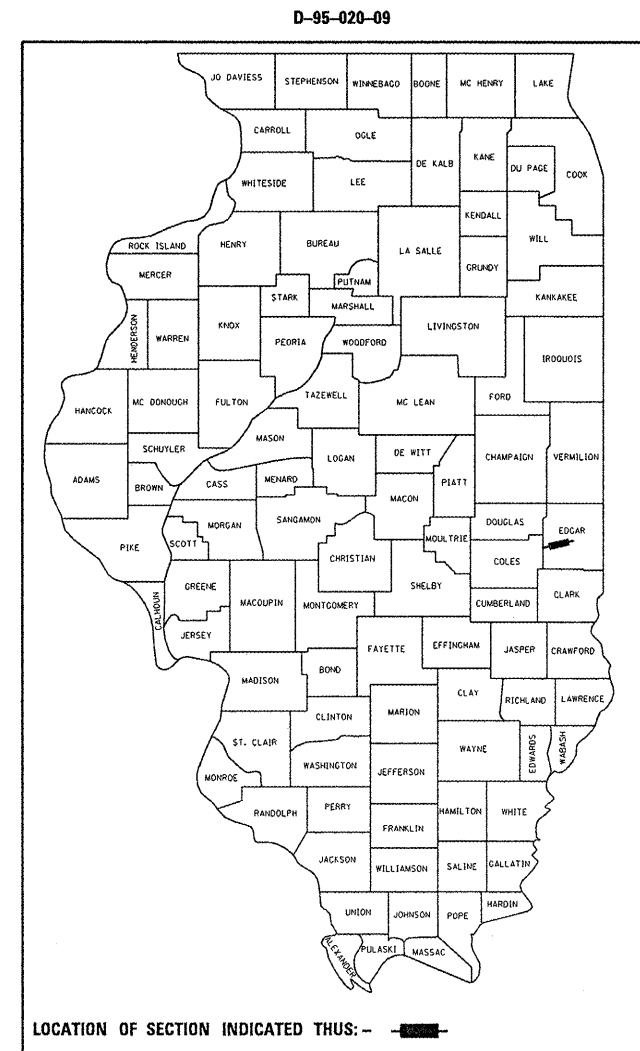 D-95-020-09
JO DAVIESS
STEPHENSON
WINNEBAGO
BOONE
MC HENRY
LAKE
CARROLL
OGLE
DE KALB
KANE
DU PAGE
COOK
WHITESIDE
LEE
KENDALL
WILL
ROCK ISLAND
HENRY
BUREAU
LA SALLE
GRUNDY
MERCER
PUTNAM
STARK
MARSHALL
KANKAKEE
HENDERSON
WARREN
KNOX
PEORIA
WOODFORD
LIVINGSTON
IROQUOIS
HANCOCK
MC DONOUGH
FULTON
TAZEWELL
MC LEAN
FORD
SCHUYLER
MASON
LOGAN
DE WITT
CHAMPAIGN
VERMILION
ADAMS
BROWN
CASS
MENARD
MACON
PIATT
PIKE
SCOTT
MORGAN
SANGAMON
CHRISTIAN
MOULTRIE
DOUGLAS
EDGAR
COLES
CALHOUN
GREENE
MACOUPIN
MONTGOMERY
SHELBY
CUMBERLAND
CLARK
JERSEY
FAYETTE
EFFINGHAM
JASPER
CRAWFORD
MADISON
BOND
CLAY
RICHLAND
LAWRENCE
CLINTON
MARION
ST. CLAIR
WAYNE
EDWARDS
WABASH
MONROE
WASHINGTON
JEFFERSON
RANDOLPH
PERRY
HAMILTON
WHITE
FRANKLIN
JACKSON
WILLIAMSON
SALINE
GALLATIN
UNION
JOHNSON
POPE
HARDIN
ALEXANDER
PULASKI
MASSAC
LOCATION OF SECTION INDICATED THUS: -